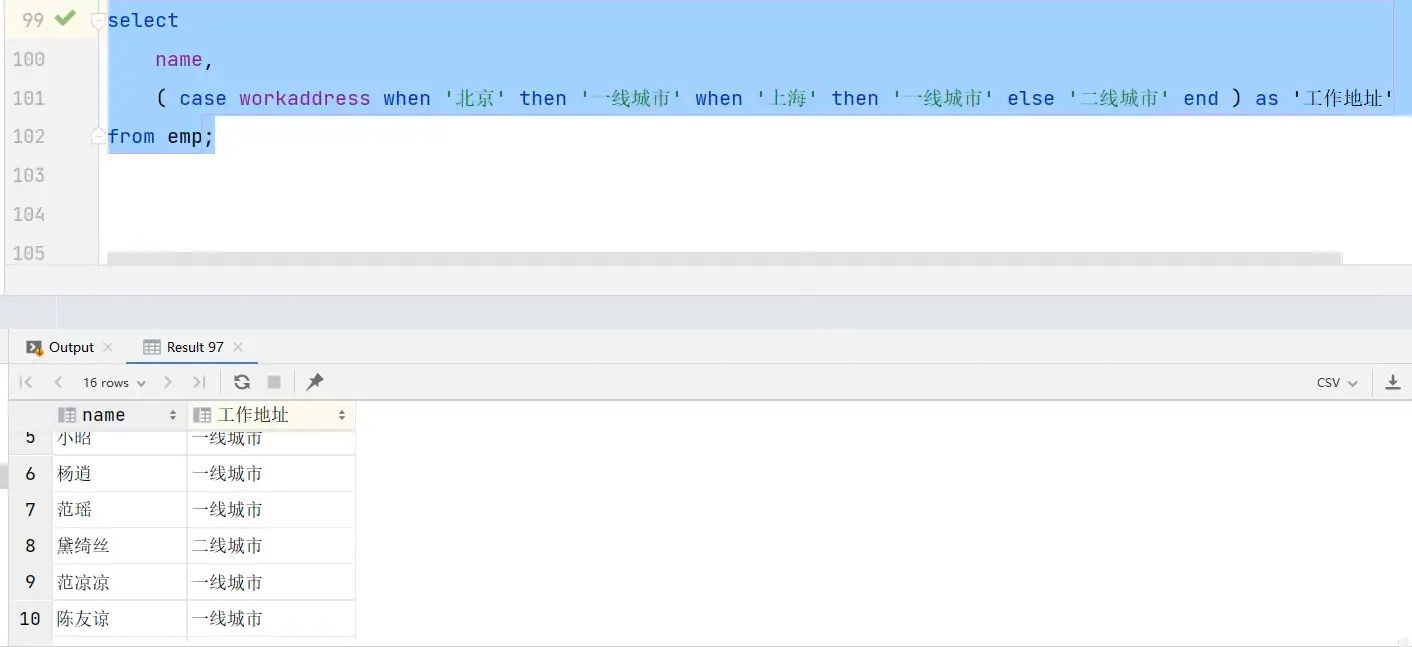 99 select
100 name,
101 ( case workaddress when '北京' then '一线城市' when '上海' then '一线城市' else '二线城市' end ) as '工作地址'
102 from emp;
103
104
105
Output Result 97
16 rows CSV
name 工作地址
5 小昭 一线城市
6 杨逍 一线城市
7 范瑶 一线城市
8 黛绮丝 二线城市
9 范凉凉 一线城市
10 陈友谅 一线城市